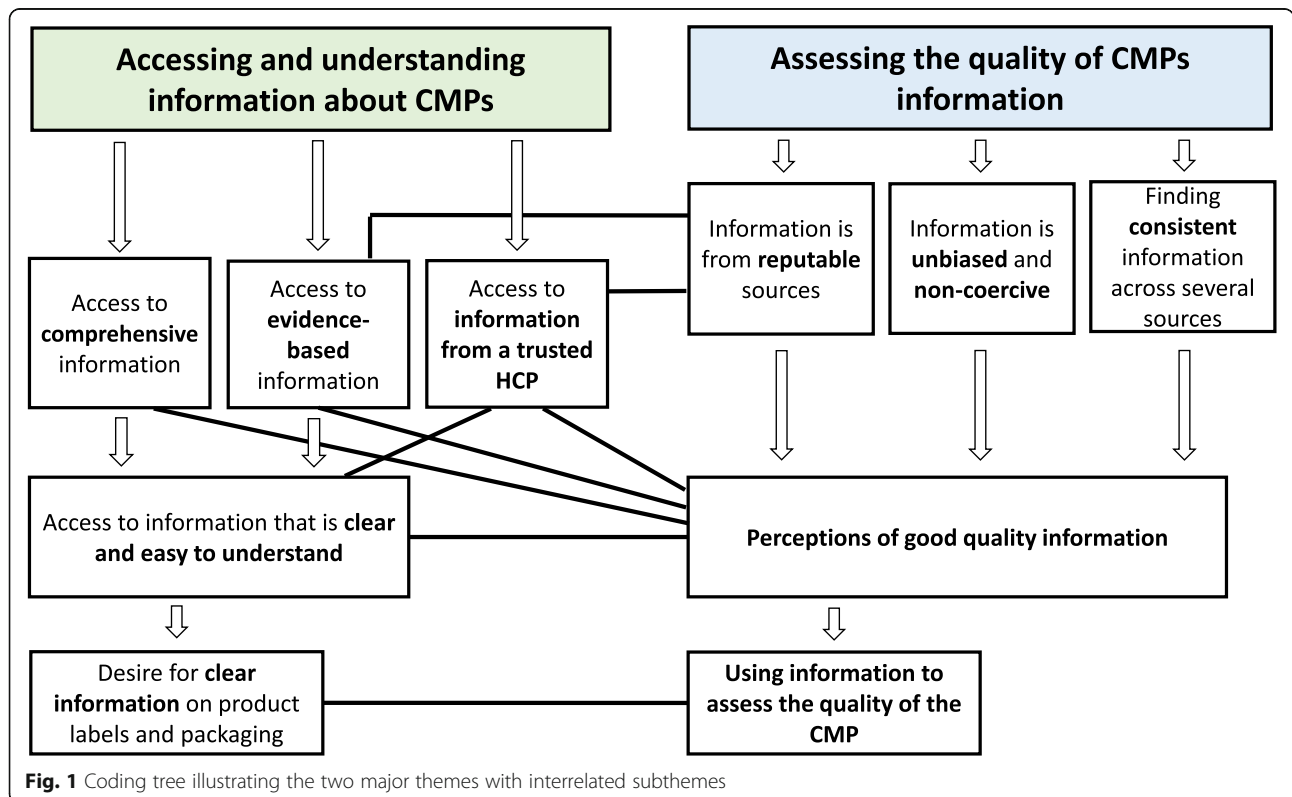 Accessing and understanding
information about CMPs
Assessing the quality of CMPs
information
Access to
comprehensive
information
Access to
evidence-
based
information
Access to
information
from a trusted
HCP
Information is
from reputable
sources
Information is
unbiased and
non-coercive
Finding
consistent
information
across several
sources
Access to information that is clear
and easy to understand
Perceptions of good quality information
Desire for clear
information on product
labels and packaging
Using information to
assess the quality of the
CMP
Fig. 1 Coding tree illustrating the two major themes with interrelated subthemes